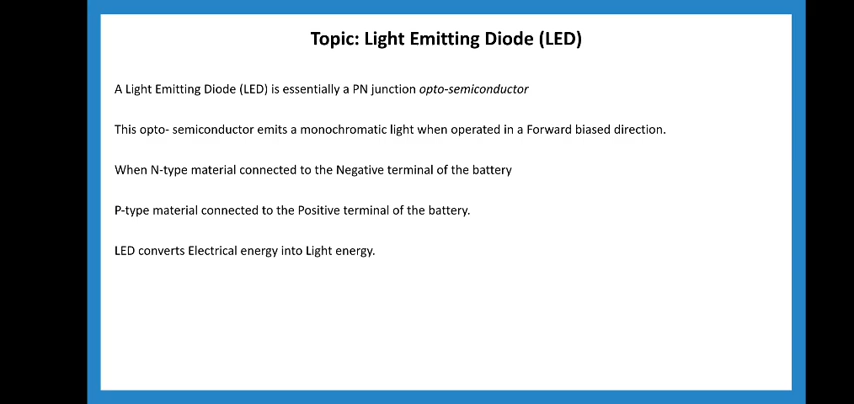 Topic: Light Emitting Diode (LED)
A Light Emitting Diode (LED) is essentially a PN junction opto-semiconductor
This opto- semiconductor emits a monochromatic light when operated in a Forward biased direction.
When N-type material connected to the Negative terminal of the battery
P-type material connected to the Positive terminal of the battery.
LED converts Electrical energy into Light energy.